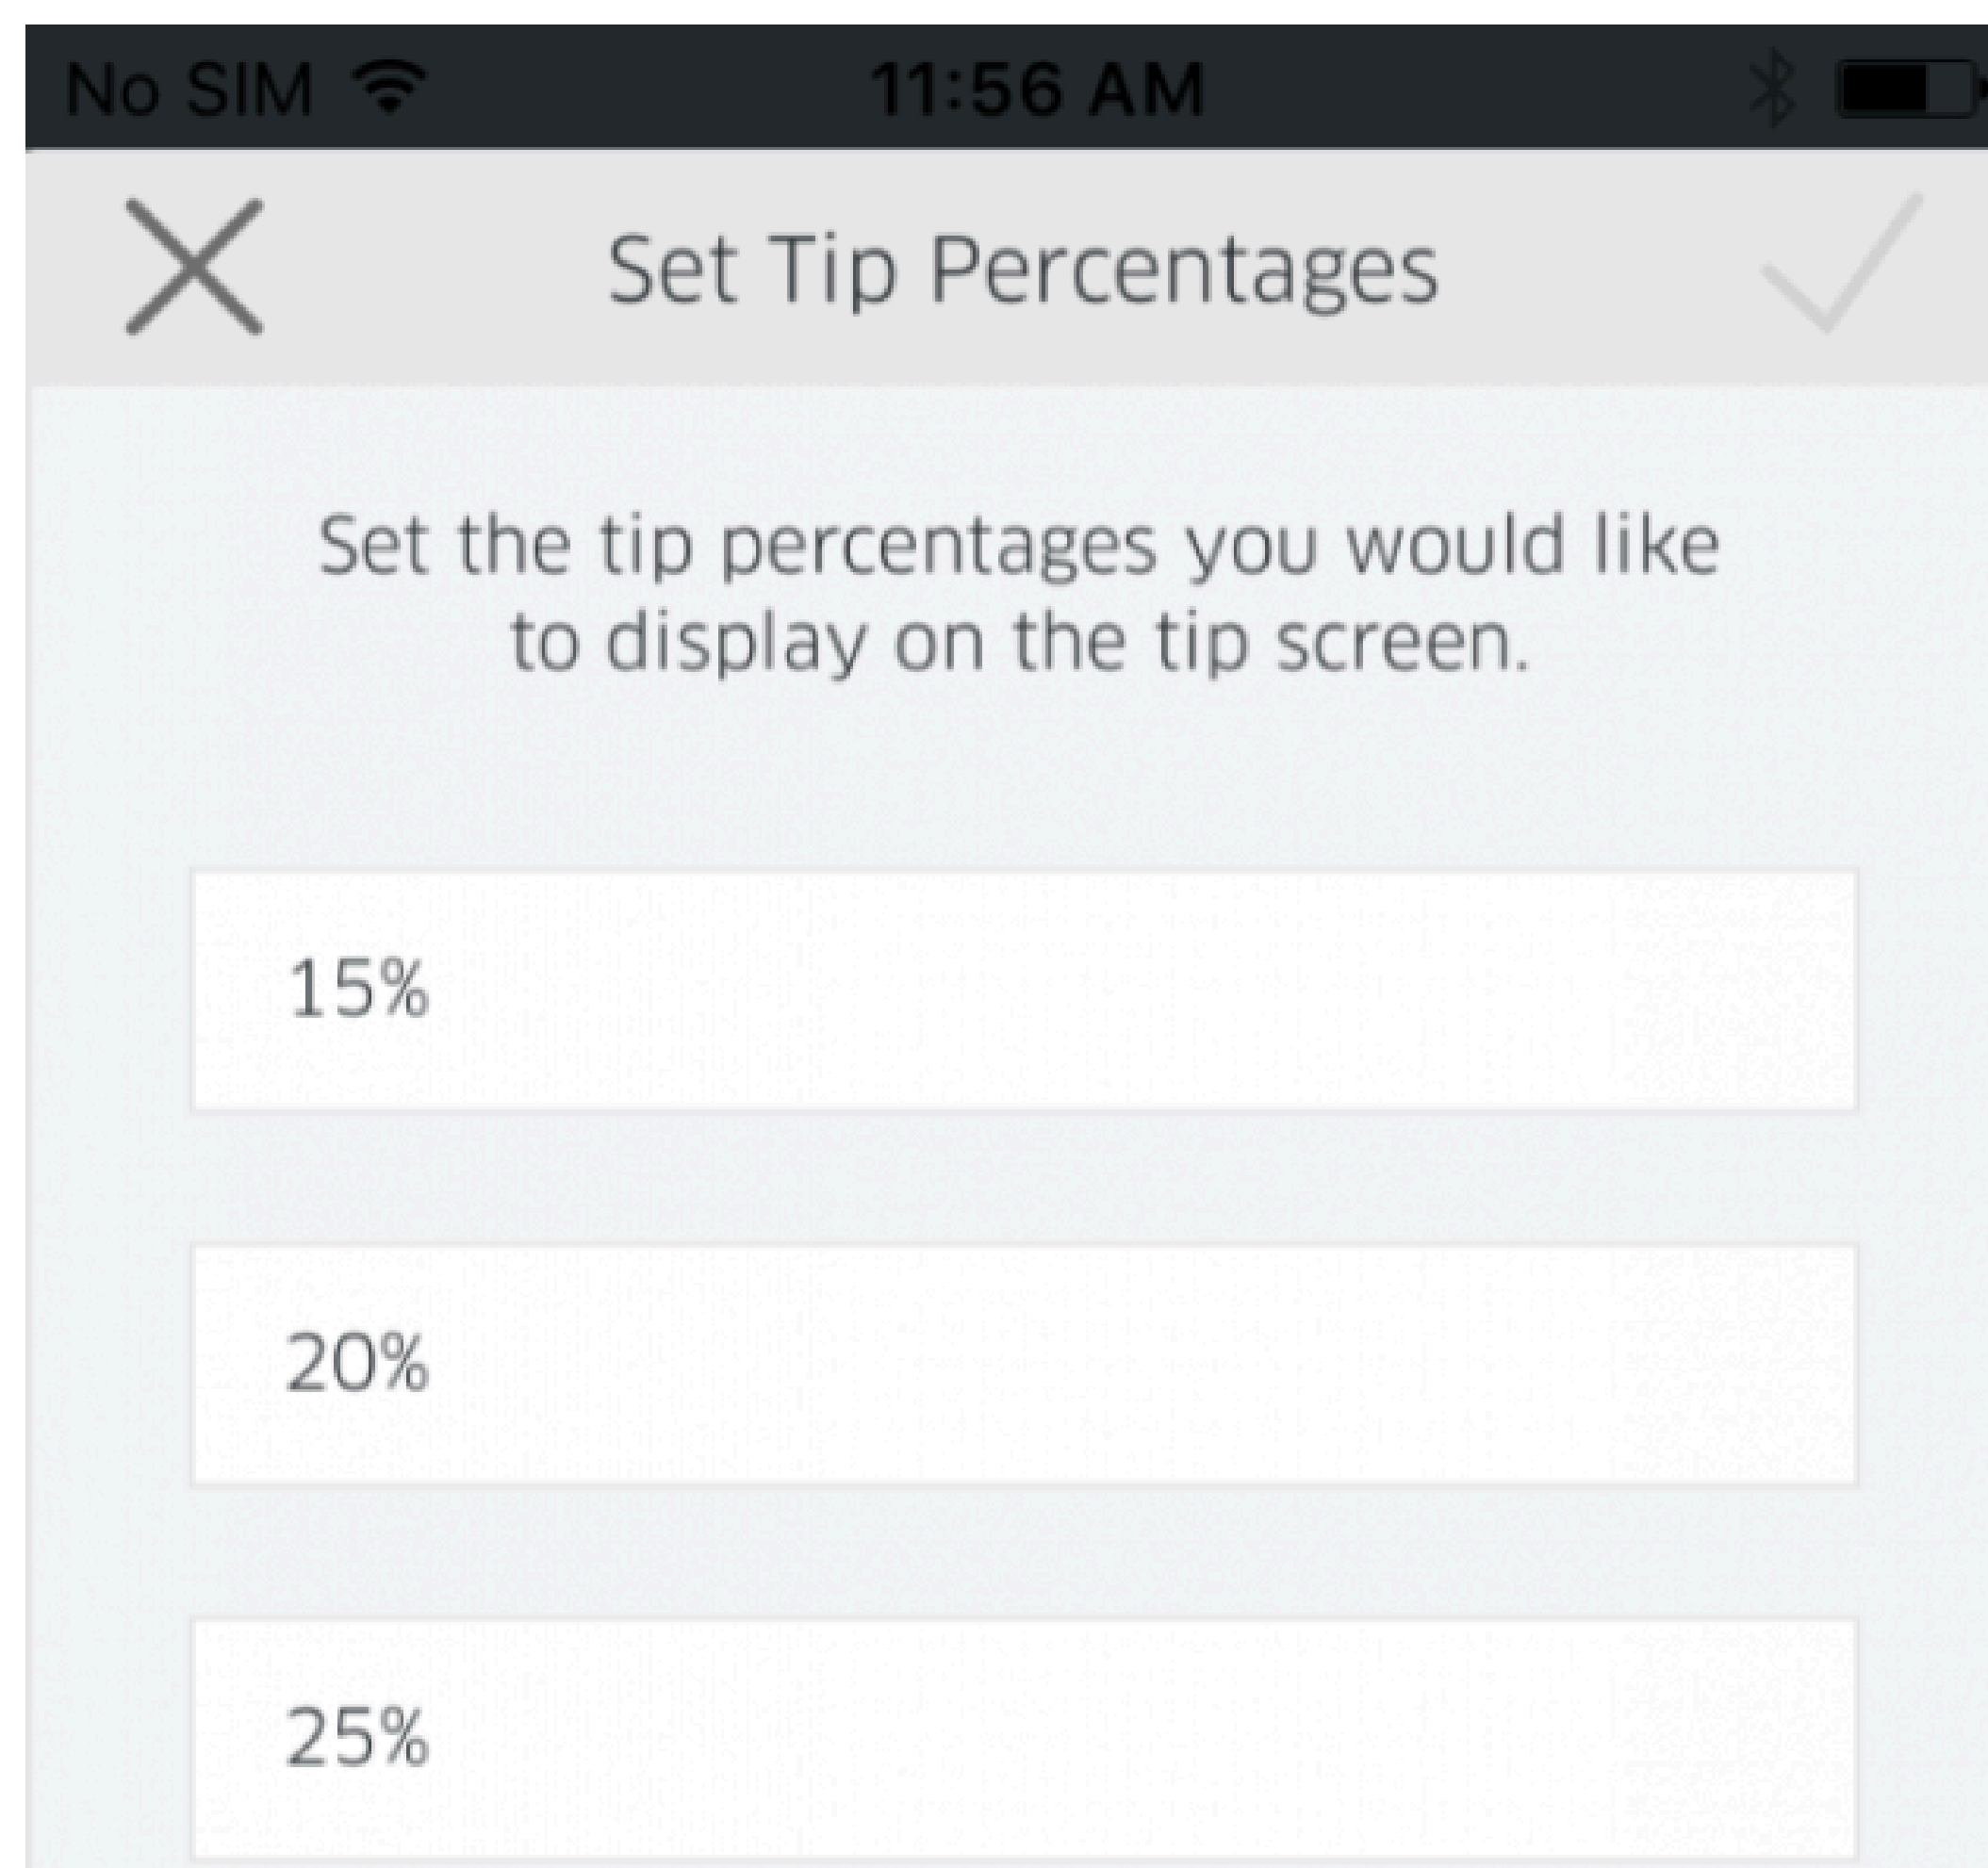 No SIM 11:56 AM
Set Tip Percentages
Set the tip percentages you would like
to display on the tip screen.
15%
20%
25%